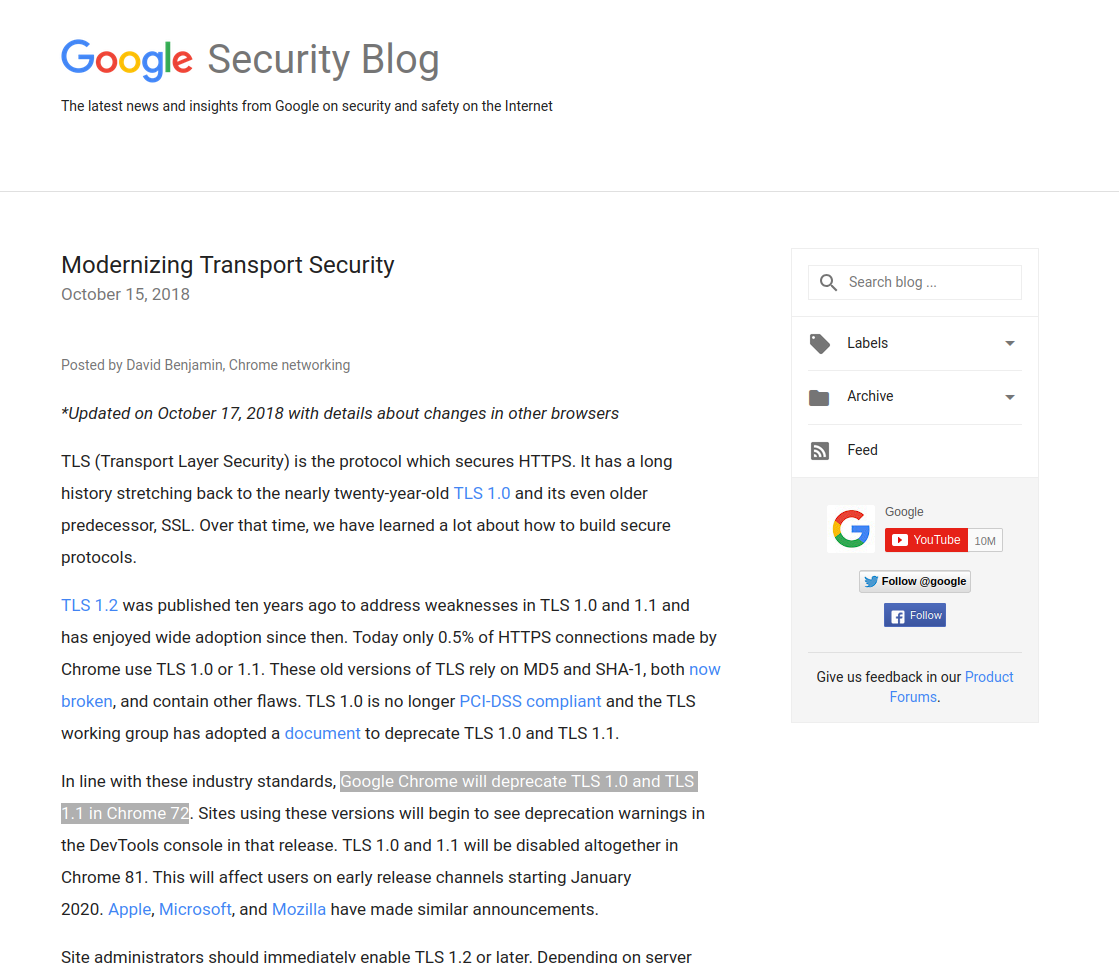 Google Security Blog
The latest news and insights from Google on security and safety on the Internet
Modernizing Transport Security
October 15, 2018
Posted by David Benjamin, Chrome networking
*Updated on October 17, 2018 with details about changes in other browsers
TLS (Transport Layer Security) is the protocol which secures HTTPS. It has a long
history stretching back to the nearly twenty-year-old TLS 1.0 and its even older
predecessor, SSL. Over that time, we have learned a lot about how to build secure
protocols.
TLS 1.2 was published ten years ago to address weaknesses in TLS 1.0 and 1.1 and
has enjoyed wide adoption since then. Today only 0.5% of HTTPS connections made by
Chrome use TLS 1.0 or 1.1. These old versions of TLS rely on MD5 and SHA-1, both now
broken, and contain other flaws. TLS 1.0 is no longer PCI-DSS compliant and the TLS
working group has adopted a document to deprecate TLS 1.0 and TLS 1.1.
In line with these industry standards, Google Chrome will deprecate TLS 1.0 and TLS
1.1 in Chrome 72. Sites using these versions will begin to see deprecation warnings in
the DevTools console in that release. TLS 1.0 and 1.1 will be disabled altogether in
Chrome 81. This will affect users on early release channels starting January
2020. Apple, Microsoft, and Mozilla have made similar announcements.
Site administrators should immediately enable TLS 1.2 or later. Depending on server
Search blog ...
Labels
Archive
Feed
Google
YouTube 10M
Follow @google
Follow
Give us feedback in our Product
Forums.